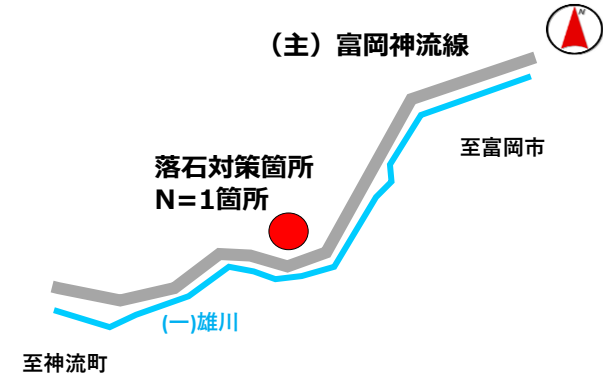 N
（主）富岡神流線
至富岡市
落石対策箇所
N=1箇所
(一)雄川
至神流町